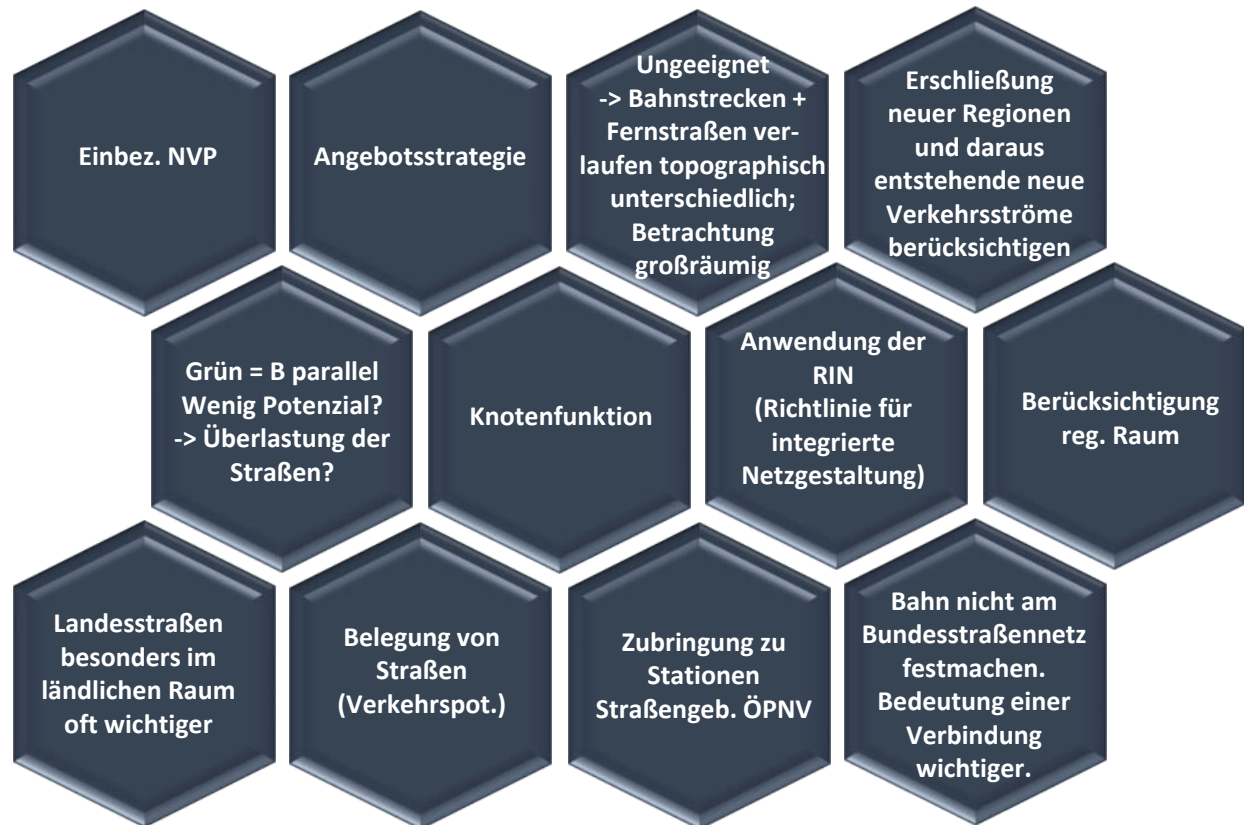 Einbez. NVP
Angebotsstrategie
Ungeeignet
-> Bahnstrecken +
Fernstraßen ver-
laufen topographisch
unterschiedlich;
Betrachtung
großräumig
Erschließung
neuer Regionen
und daraus
entstehende neue
Verkehrsströme
berücksichtigen
Grün = B parallel
Wenig Potenzial?
-> Überlastung der
Straßen?
Knotenfunktion
Anwendung der
RIN
(Richtlinie für
integrierte
Netzgestaltung)
Berücksichtigung
reg. Raum
Landesstraßen
besonders im
ländlichen Raum
oft wichtiger
Belegung von
Straßen
(Verkehrspot.)
Zubringung zu
Stationen
Straßengeb. ÖPNV
Bahn nicht am
Bundesstraßennetz
festmachen.
Bedeutung einer
Verbindung
wichtiger.